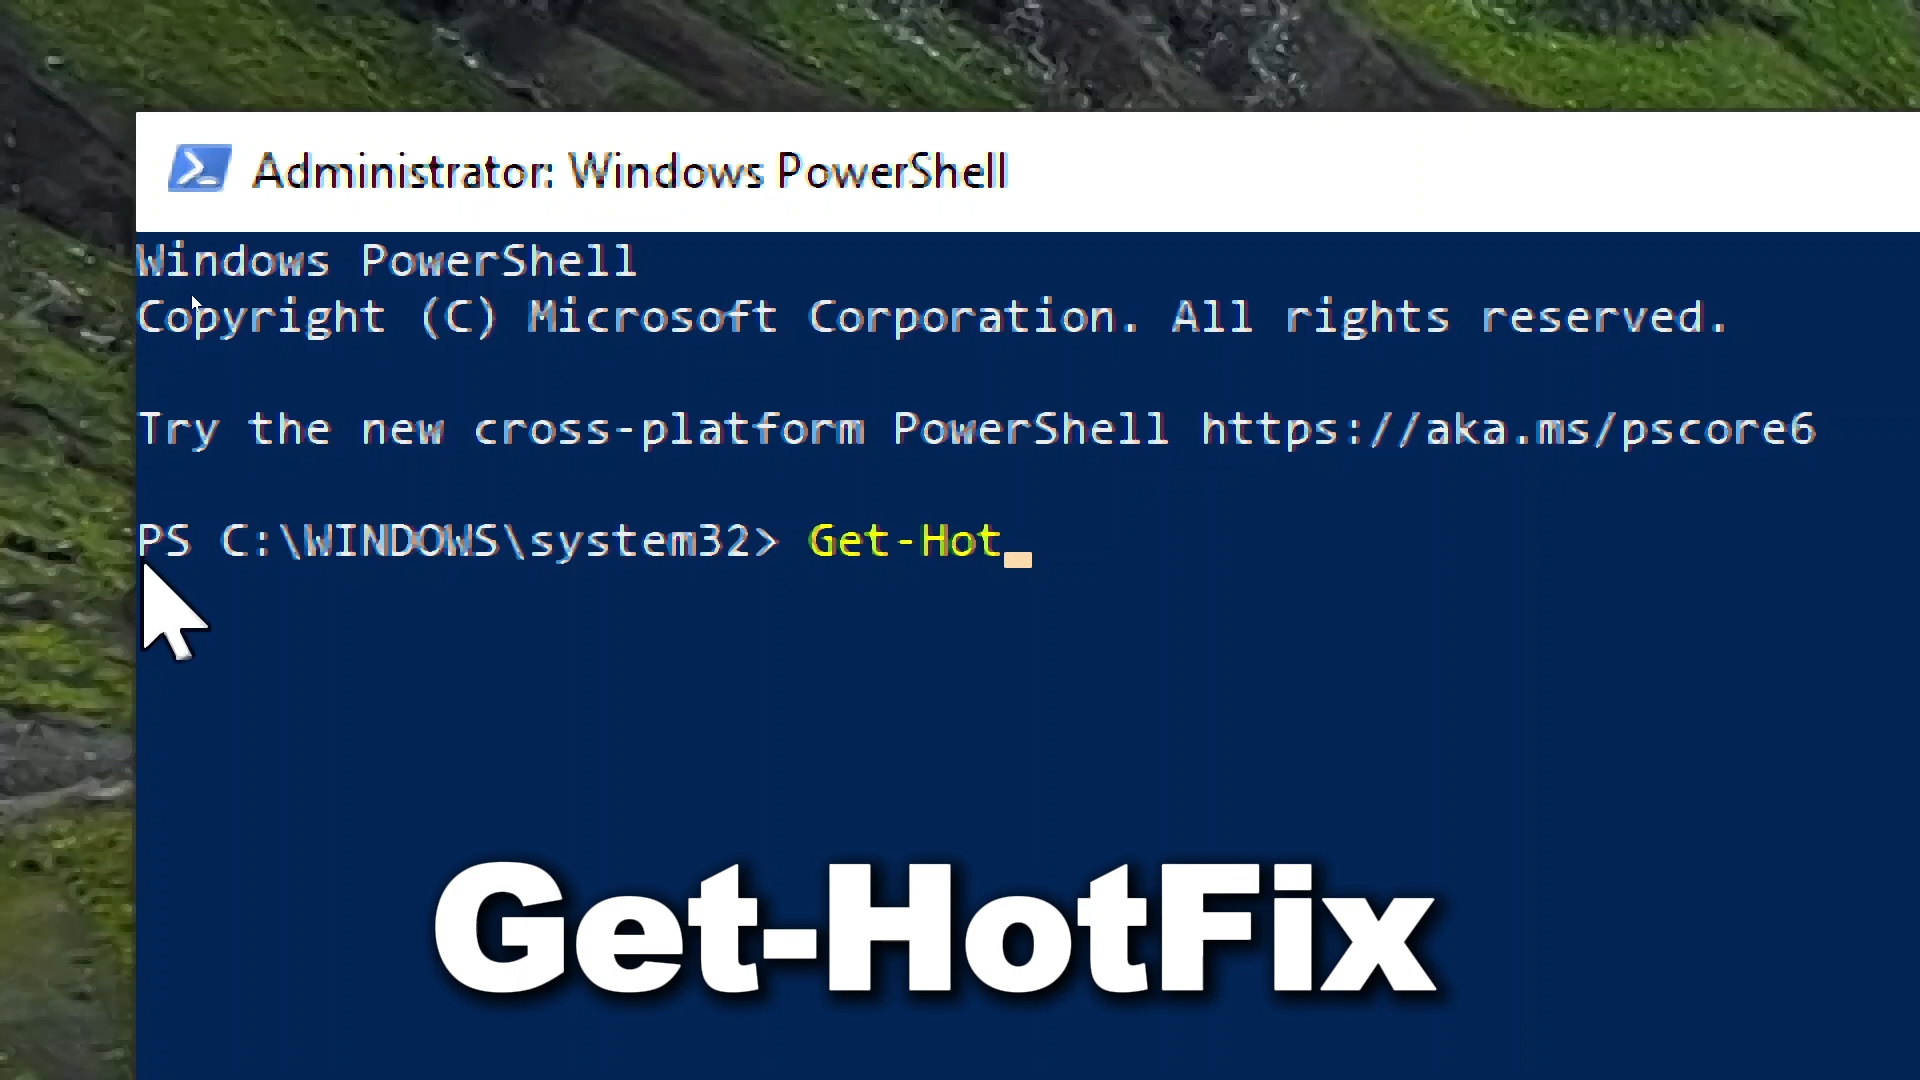 Administrator: Windows PowerShell
Windows PowerShell
Copyright (C) Microsoft Corporation. All rights reserved.
Try the new cross-platform PowerShell https://aka.ms/pscore6
PS C:\WINDOWS\system32> Get-Hot
Get-HotFix